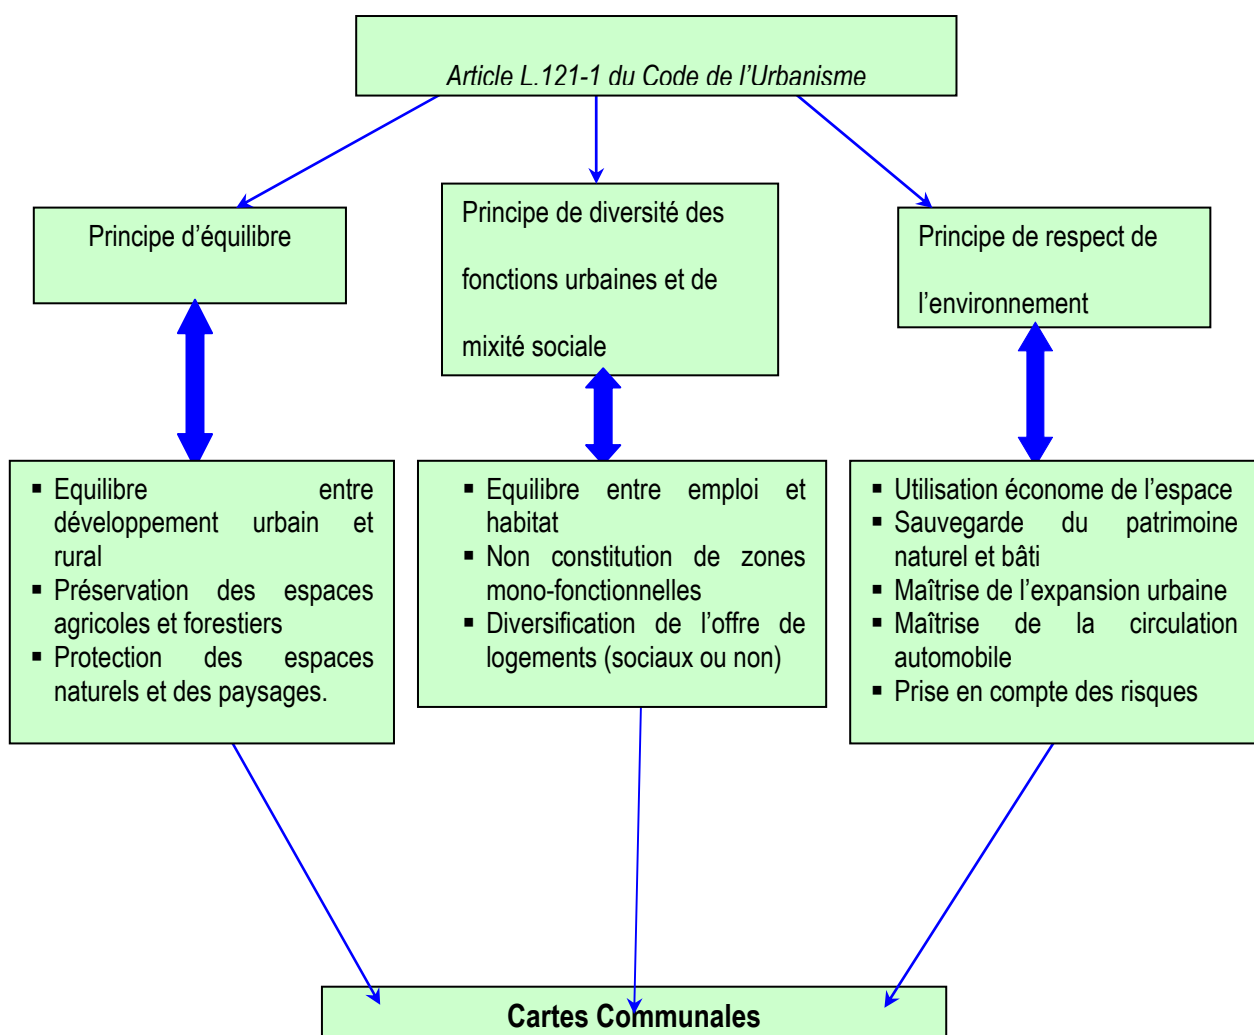 Article L.121-1 du Code de l'Urbanisme
Principe d'équilibre
Principe de diversité des
fonctions urbaines et de
mixité sociale
Principe de respect de
l'environnement
▪ Equilibre entre
développement urbain et
rural
▪ Préservation des espaces
agricoles et forestiers
▪ Protection des espaces
naturels et des paysages.
▪ Equilibre entre emploi et
habitat
▪ Non constitution de zones
mono-fonctionnelles
▪ Diversification de l'offre de
logements (sociaux ou non)
▪ Utilisation économe de l'espace
▪ Sauvegarde du patrimoine
naturel et bâti
▪ Maîtrise de l'expansion urbaine
▪ Maîtrise de la circulation
automobile
▪ Prise en compte des risques
Cartes Communales